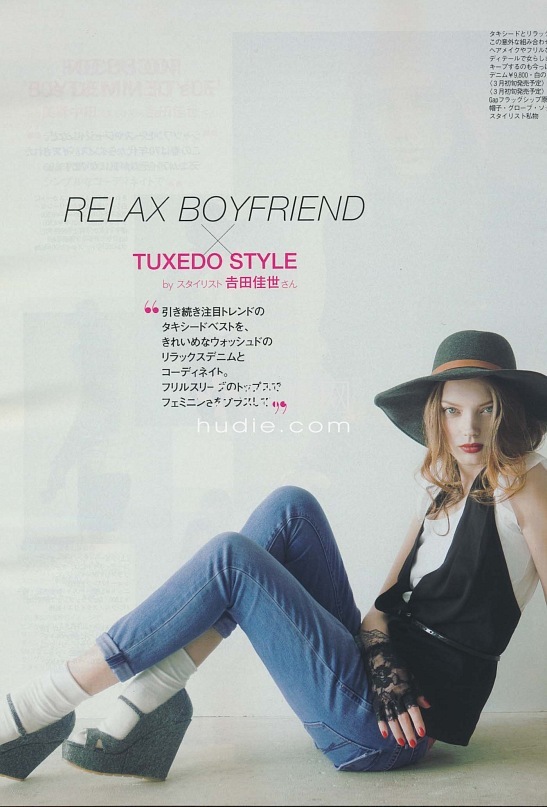 タキシードとリラッ
この意外な組み合わ
ヘアメイクやフリル
ディテールで女らし
キープするのも今っ
デニム¥9,800・白の
(3月初旬発売予定)
(3月初旬発売予定)
Gapフラッグシップ原
帽子・グローブ・ソッ
スタイリスト私物
RELAX BOYFRIEND
×
TUXEDO STYLE
by スタイリスト 吉田佳世さん
“引き続き注目トレンドの
タキシードベストを、
きれいめなウォッシュドの
リラックスデニムと
コーディネイト。
フリルスリーブのトップスで
フェミニンさをプラスして”
hudie.com